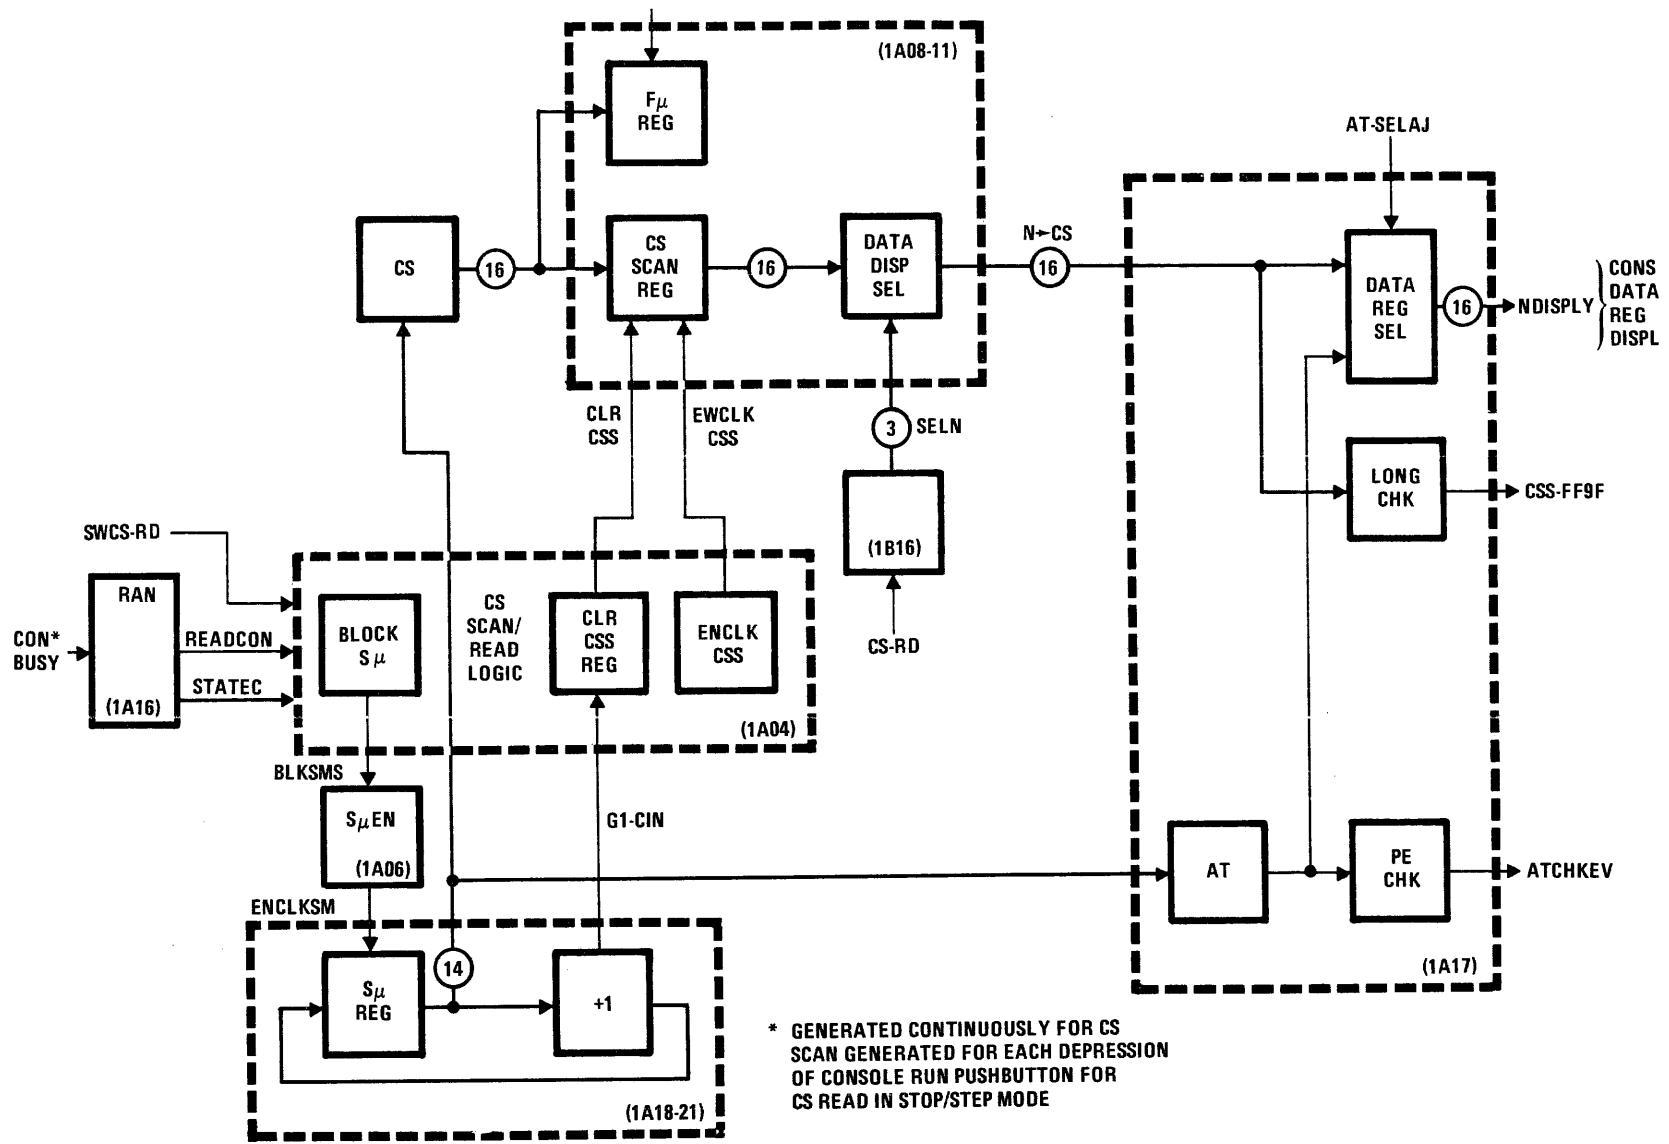 (1A08-11)
Fμ
REG
AT-SELAJ
CS
16
CS
SCAN
REG
16
DATA
DISP
SEL
N←CS
16
DATA
REG
SEL
16
NDISPLY
CONS
DATA
REG
DISPL
CLR
CSS
EWCLK
CSS
3
SELN
LONG
CHK
CSS-FF9F
SWCS-RD
(1B16)
CS-RD
RAN
CON*
BUSY
READCON
STATEC
(1A16)
BLOCK
Sμ
CS
SCAN/
READ
LOGIC
CLR
CSS
REG
ENCLK
CSS
(1A04)
BLKSMS
SμEN
(1A06)
G1-CIN
AT
PE
CHK
ATCHKEV
ENCLKSM
14
Sμ
REG
+1
(1A17)
(1A18-21)
* GENERATED CONTINUOUSLY FOR CS
SCAN GENERATED FOR EACH DEPRESSION
OF CONSOLE RUN PUSHBUTTON FOR
CS READ IN STOP/STEP MODE